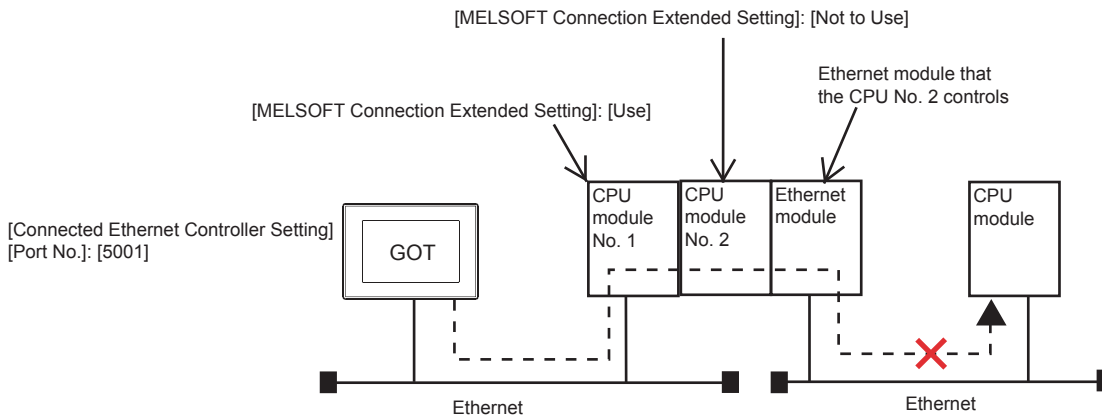 [MELSOFT Connection Extended Setting]: [Not to Use]
Ethernet module that
the CPU No. 2 controls
[MELSOFT Connection Extended Setting]: [Use]
[Connected Ethernet Controller Setting]
[Port No.]: [5001]
GOT
CPU
module
No. 1
CPU
module
No. 2
Ethernet
module
CPU
module
Ethernet
Ethernet